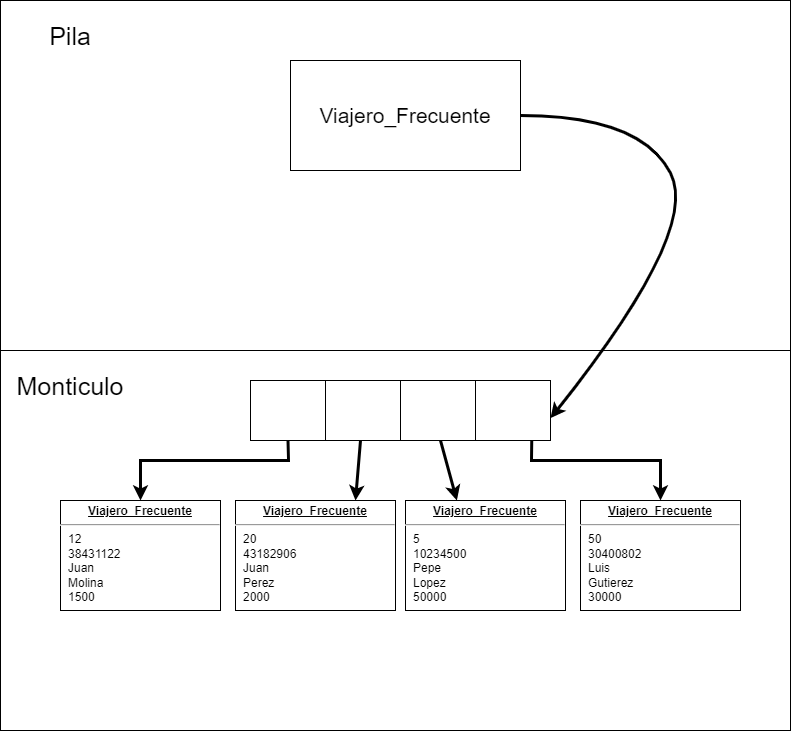 Pila
Viajero_Frecuente
Monticulo
Viajero_Frecuente
12
38431122
Juan
Molina
1500
Viajero_Frecuente
20
43182906
Juan
Perez
2000
Viajero_Frecuente
5
10234500
Pepe
Lopez
50000
Viajero_Frecuente
50
30400802
Luis
Gutierez
30000